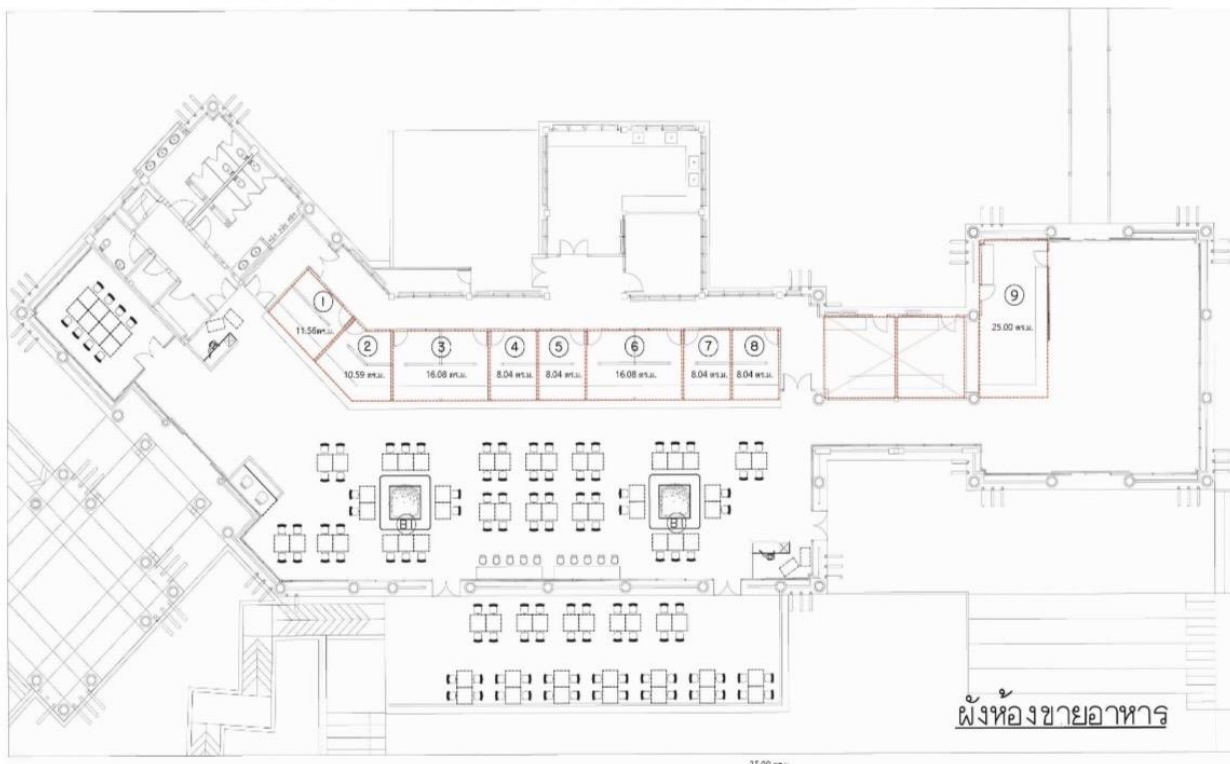 1
11.56 ตร.ม.
2
10.59 ตร.ม.
3
16.08 ตร.ม.
4
8.04 ตร.ม.
5
8.04 ตร.ม.
6
16.08 ตร.ม.
7
8.04 ตร.ม.
8
8.04 ตร.ม.
9
25.00 ตร.ม.
ผังห้องขายอาหาร